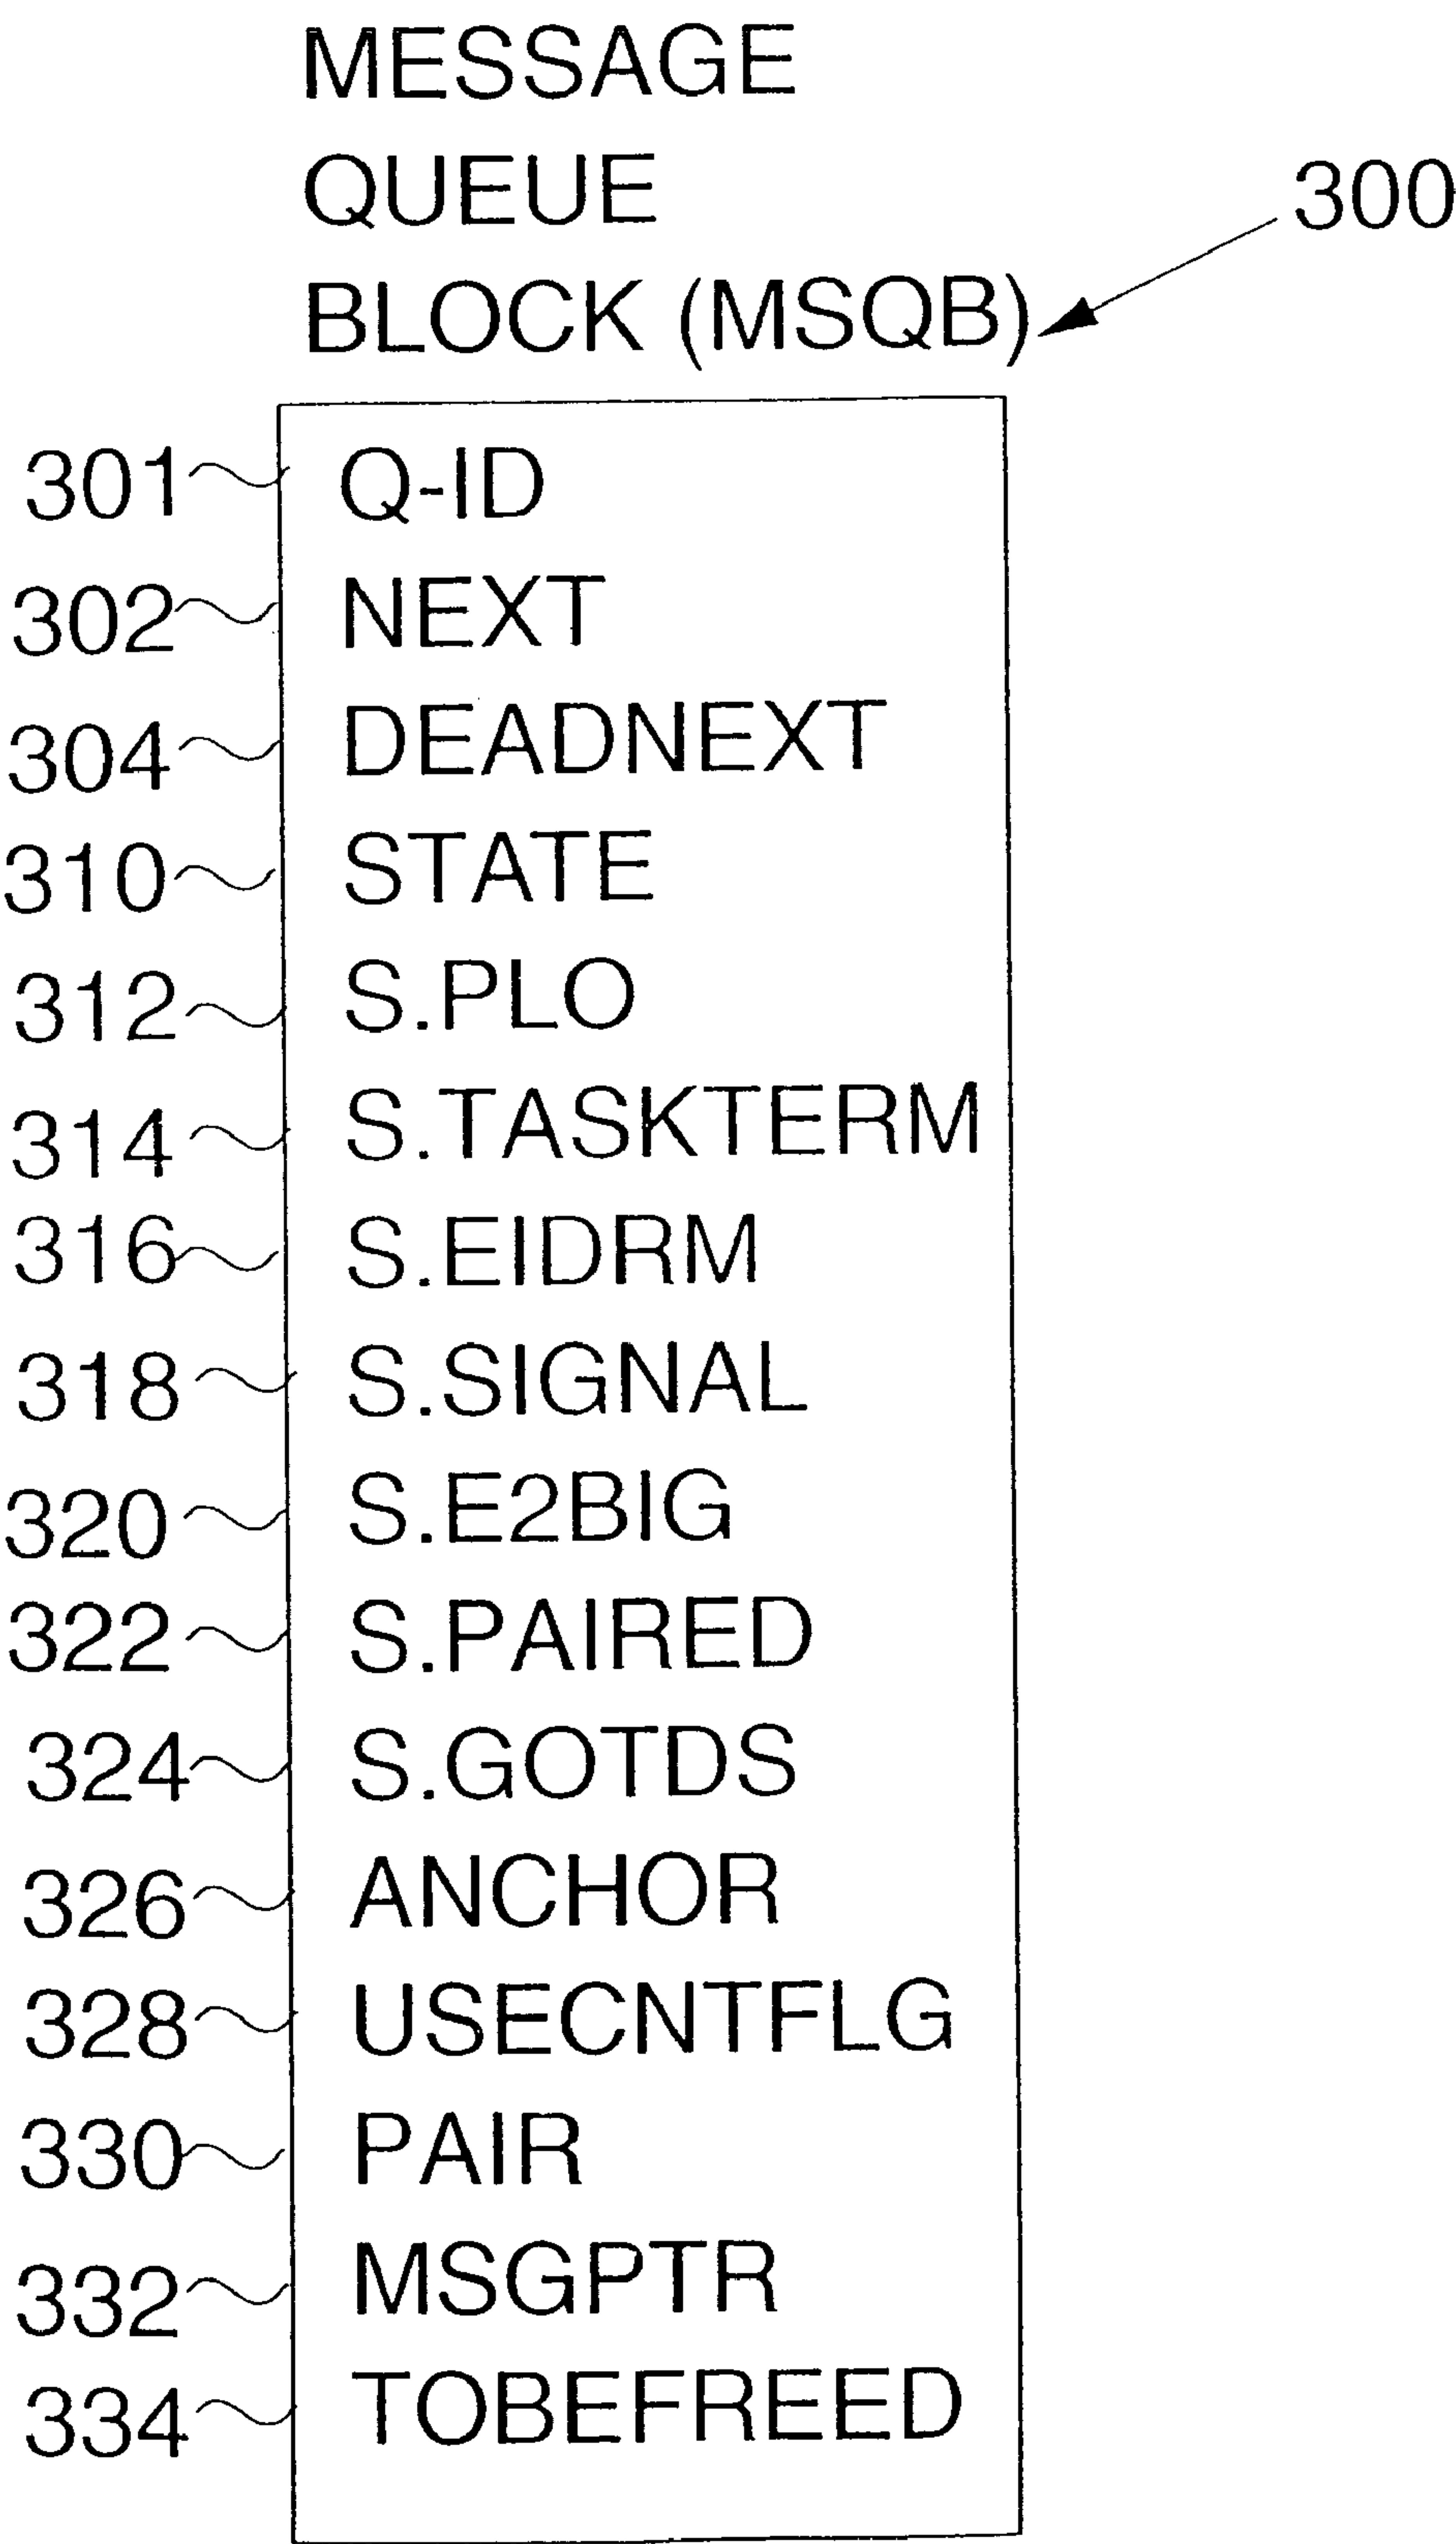 MESSAGE
QUEUE
BLOCK (MSQB)
300
301 Q-ID
302 NEXT
304 DEADNEXT
310 STATE
312 S.PLO
314 S.TASKTERM
316 S.EIDRM
318 S.SIGNAL
320 S.E2BIG
322 S.PAIRED
324 S.GOTDS
326 ANCHOR
328 USECNTFLG
330 PAIR
332 MSGPTR
334 TOBEFREED